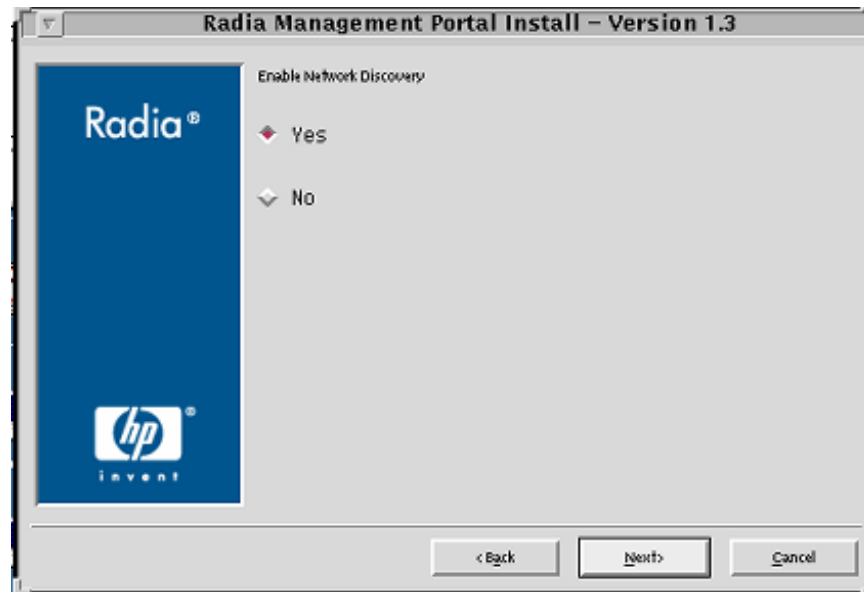 Radia Management Portal Install – Version 1.3
Enable Network Discovery
Radia®
Yes
No
hp®
invent
< Back
Next>
Cancel